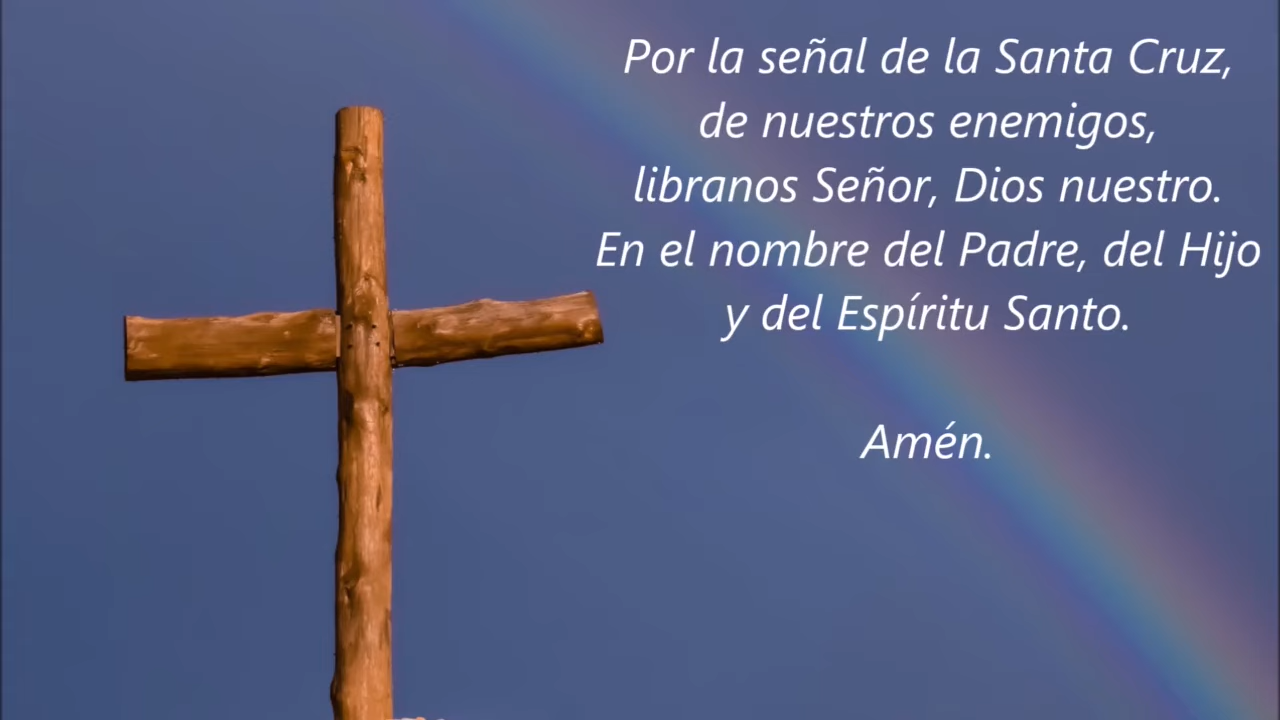 Por la señal de la Santa Cruz,
de nuestros enemigos,
libranos Señor, Dios nuestro.
En el nombre del Padre, del Hijo
y del Espíritu Santo.
Amén.